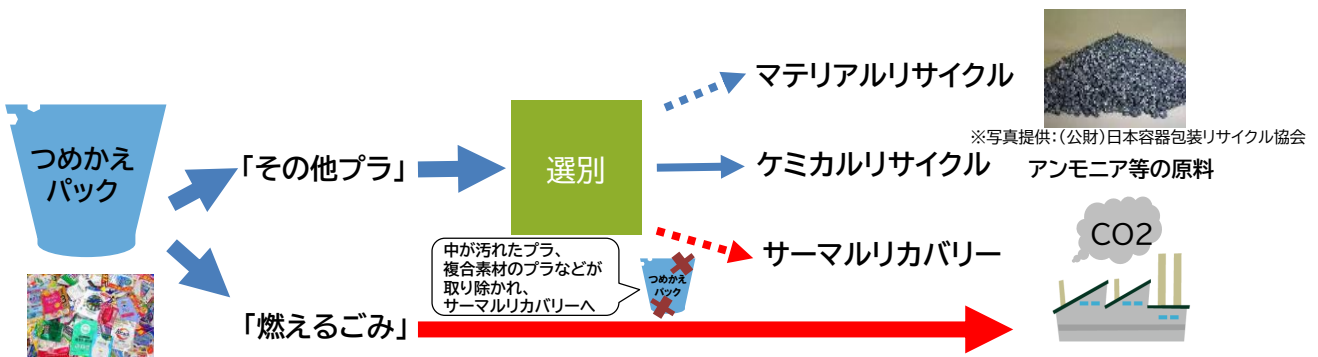 つめかえ
パック
「その他プラ」
選別
マテリアルリサイクル
※写真提供:(公財)日本容器包装リサイクル協会
ケミカルリサイクル
アンモニア等の原料
サーマルリカバリー
CO2
中が汚れたプラ、
複合素材のプラなどが
取り除かれ、
サーマルリカバリーへ
つめかえ
パック
「燃えるごみ」